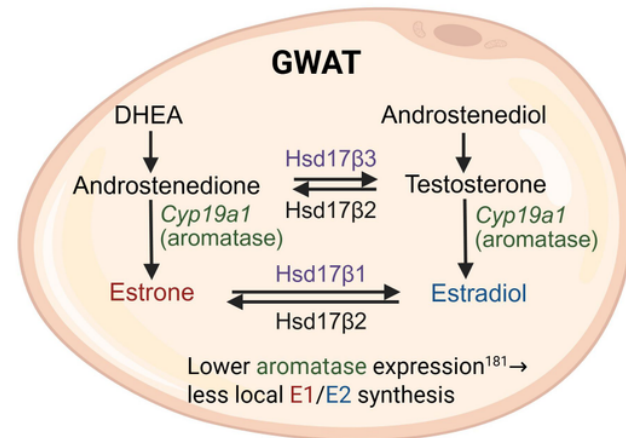 GWAT
DHEA
Androstenediol
Hsd17β3
Androstenedione
Testosterone
Hsd17β2
Cyp19a1
(aromatase)
Cyp19a1
(aromatase)
Hsd17β1
Estrone
Estradiol
Hsd17β2
Lower aromatase expression¹⁸¹→
less local E1/E2 synthesis